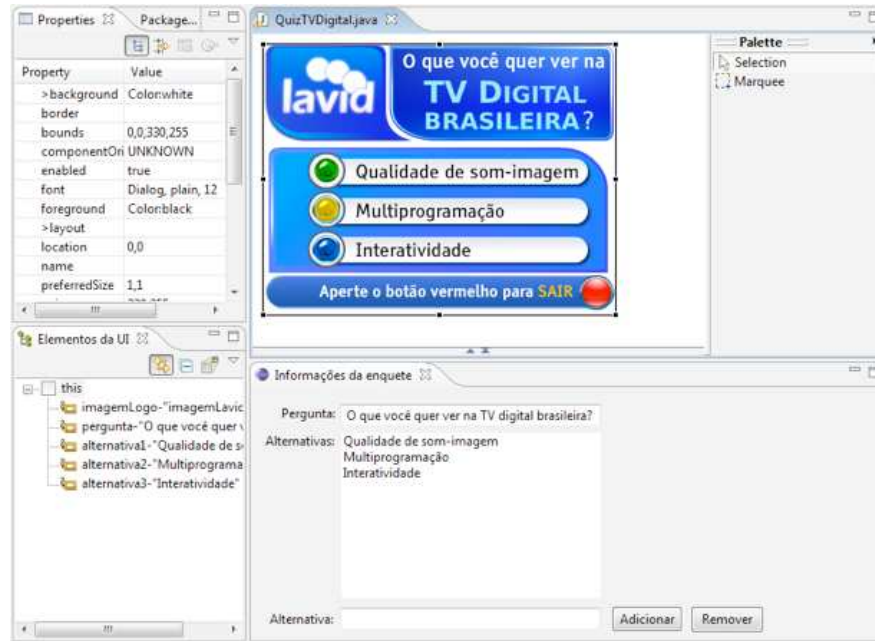 Properties
Package...
Property Value
>background Color:white
border
bounds 0,0,330,255
componentOri UNKNOWN
enabled true
font Dialog, plain, 12
foreground Color:black
>layout
location 0,0
name
preferredSize 1,1
Elementos da UI
this
imagemLogo-"imagemLavic
pergunta-"O que você quer v
alternativa1-"Qualidade de s
alternativa2-"Multiprograma
alternativa3-"Interatividade"
QuizTVDigital.java
lavid
O que você quer ver na
TV DIGITAL
BRASILEIRA?
Qualidade de som-imagem
Multiprogramação
Interatividade
Aperte o botão vermelho para SAIR
Palette
Selection
Marquee
Informações da enquete
Pergunta: O que você quer ver na TV digital brasileira?
Alternativas: Qualidade de som-imagem
Multiprogramação
Interatividade
Alternativa:
Adicionar Remover